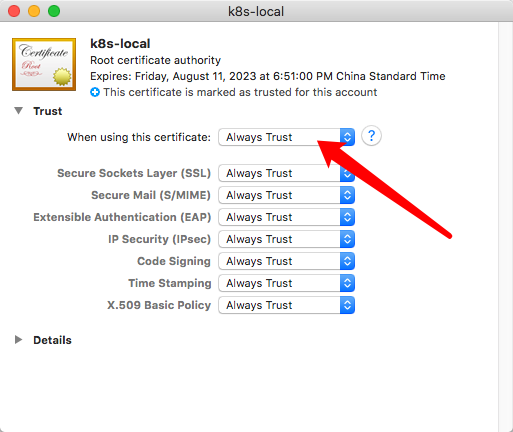 k8s-local
Certificate
Root
k8s-local
Root certificate authority
Expires: Friday, August 11, 2023 at 6:51:00 PM China Standard Time
This certificate is marked as trusted for this account
Trust
When using this certificate: Always Trust ?
Secure Sockets Layer (SSL) Always Trust
Secure Mail (S/MIME) Always Trust
Extensible Authentication (EAP) Always Trust
IP Security (IPsec) Always Trust
Code Signing Always Trust
Time Stamping Always Trust
X.509 Basic Policy Always Trust
Details